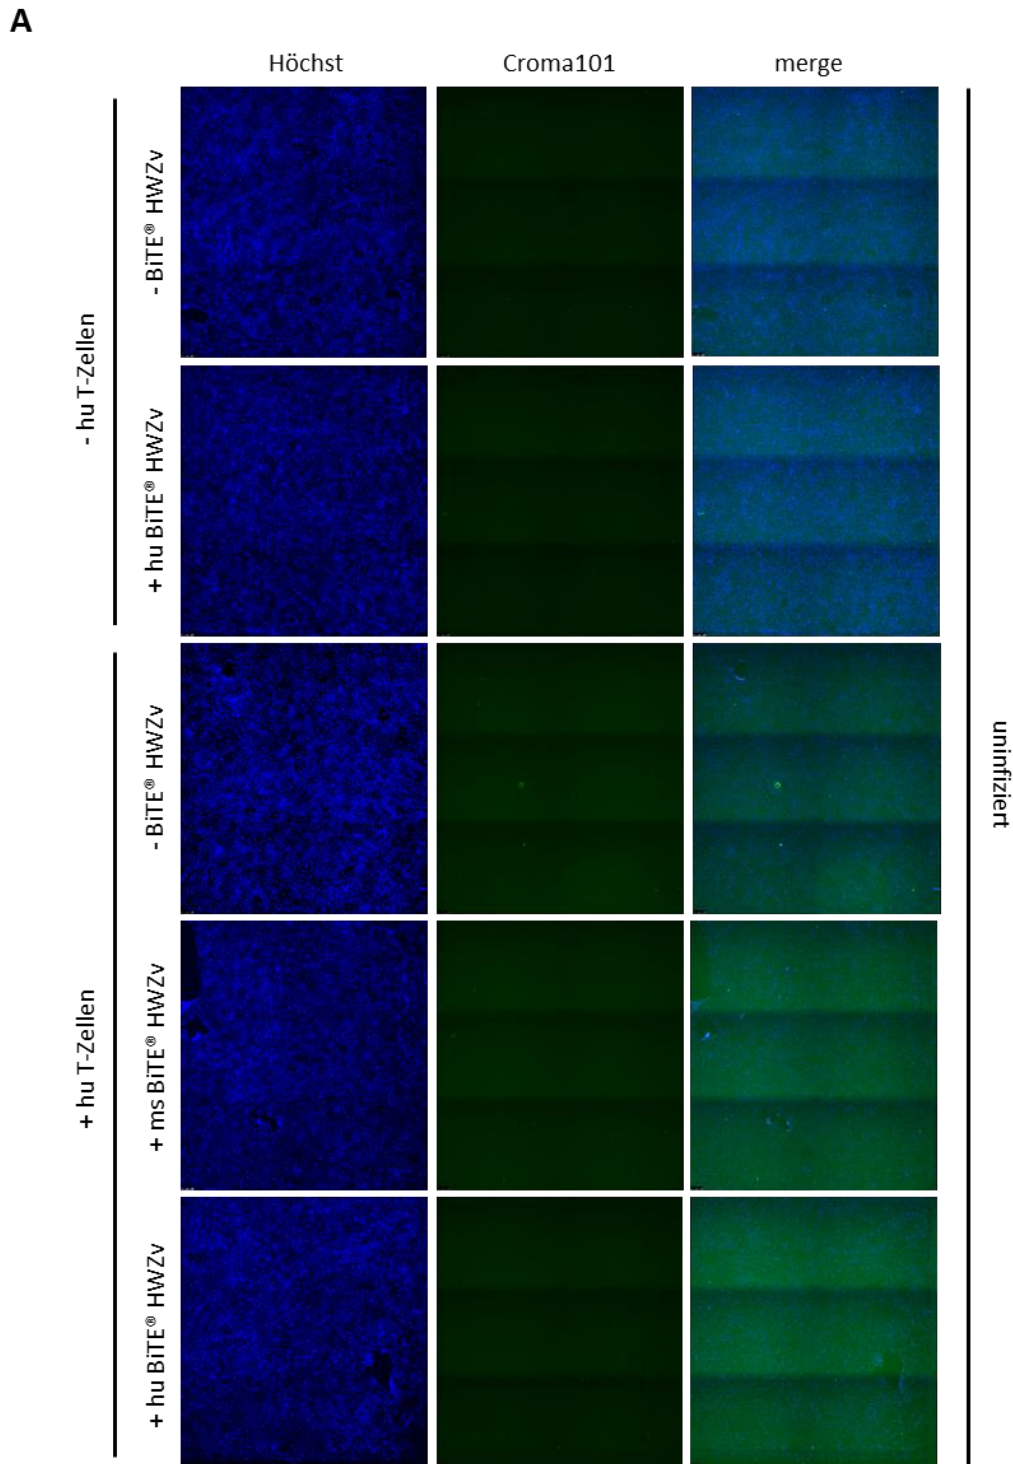 A
Höchst Croma101 merge
- hu T-Zellen
- BiTE® HWZv
+ hu BiTE® HWZv
+ hu T-Zellen
- BiTE® HWZv
+ ms BiTE® HWZv
+ hu BiTE® HWZv
uninfiziert